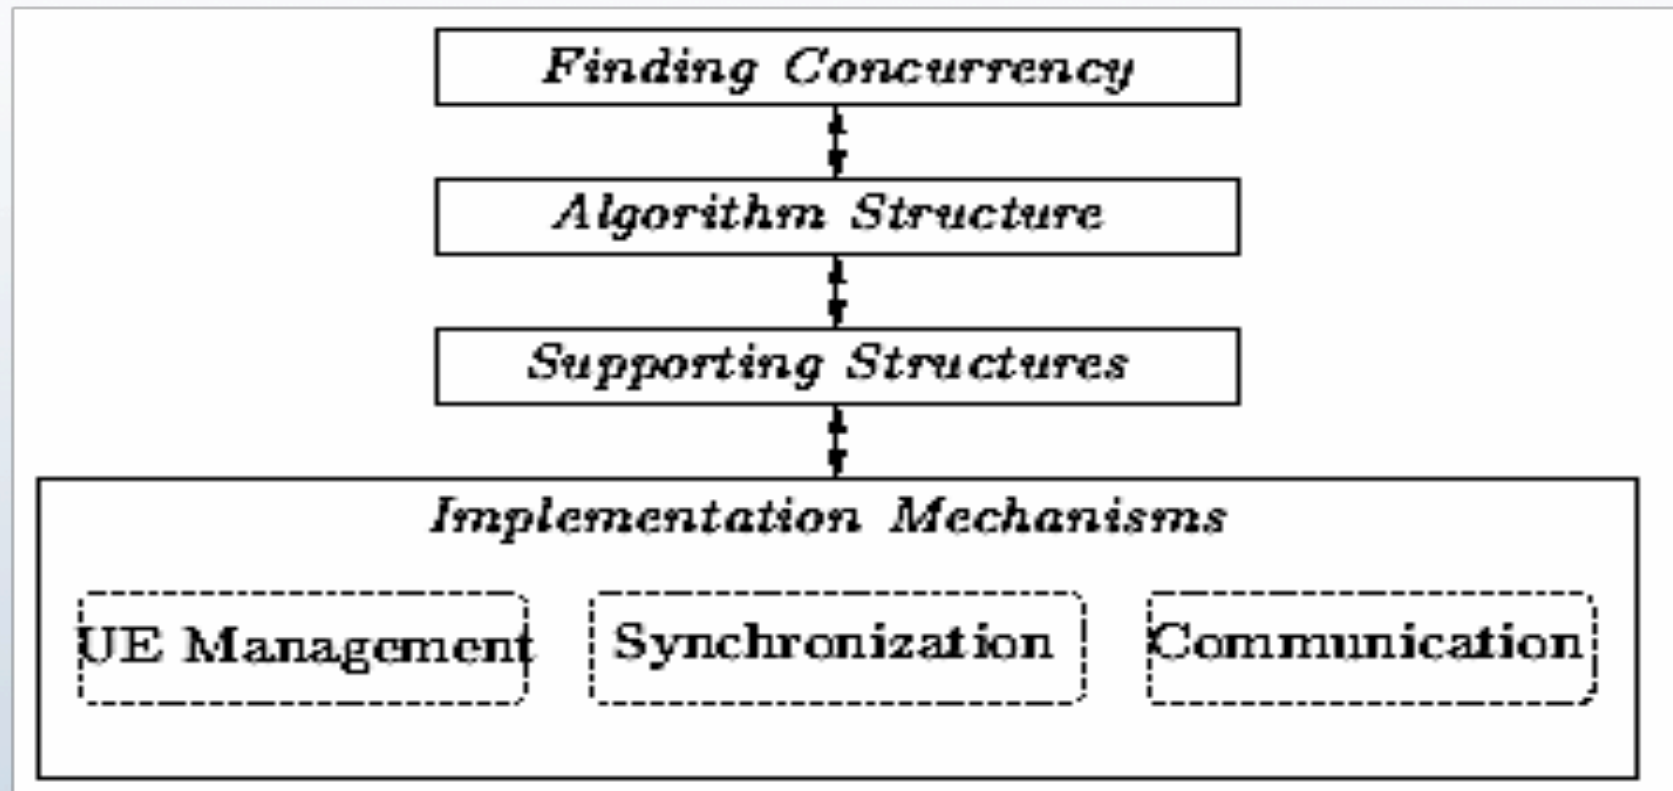 Finding Concurrency
Algorithm Structure
Supporting Structures
Implementation Mechanisms
UE Management
Synchronization
Communication